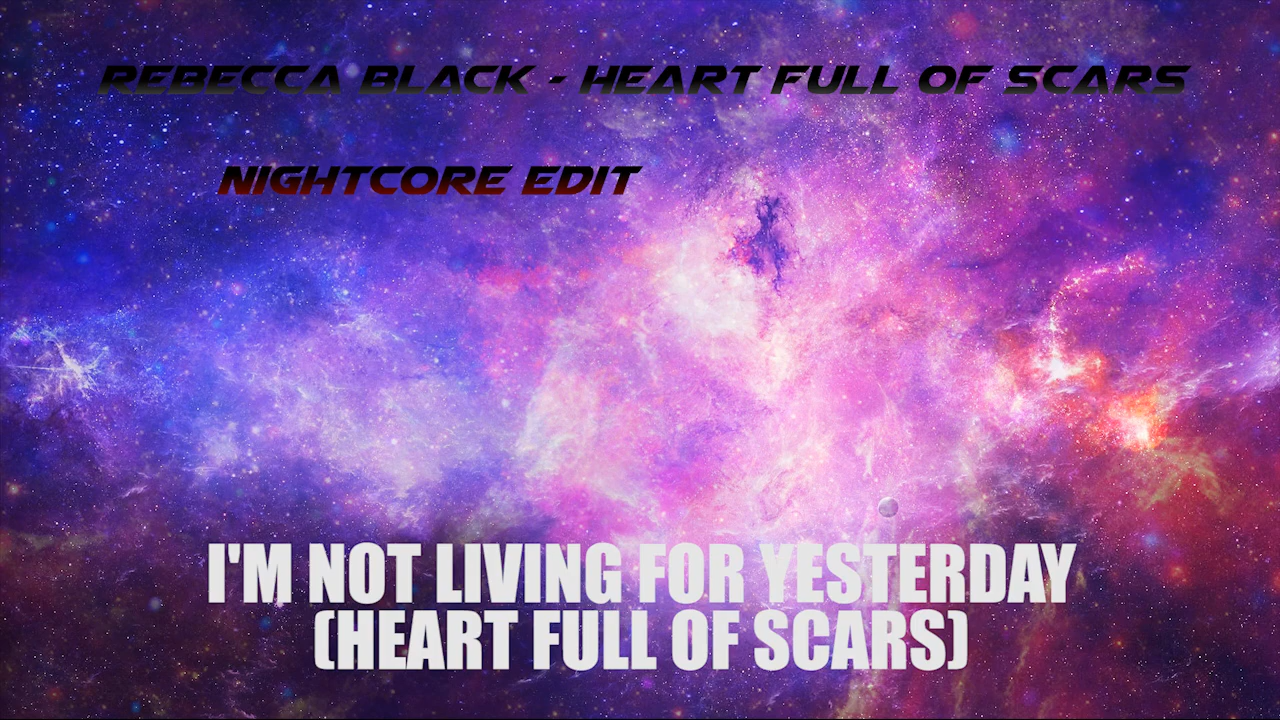 REBECCA BLACK - HEART FULL OF SCARS
NIGHTCORE EDIT
I'M NOT LIVING FOR YESTERDAY
(HEART FULL OF SCARS)